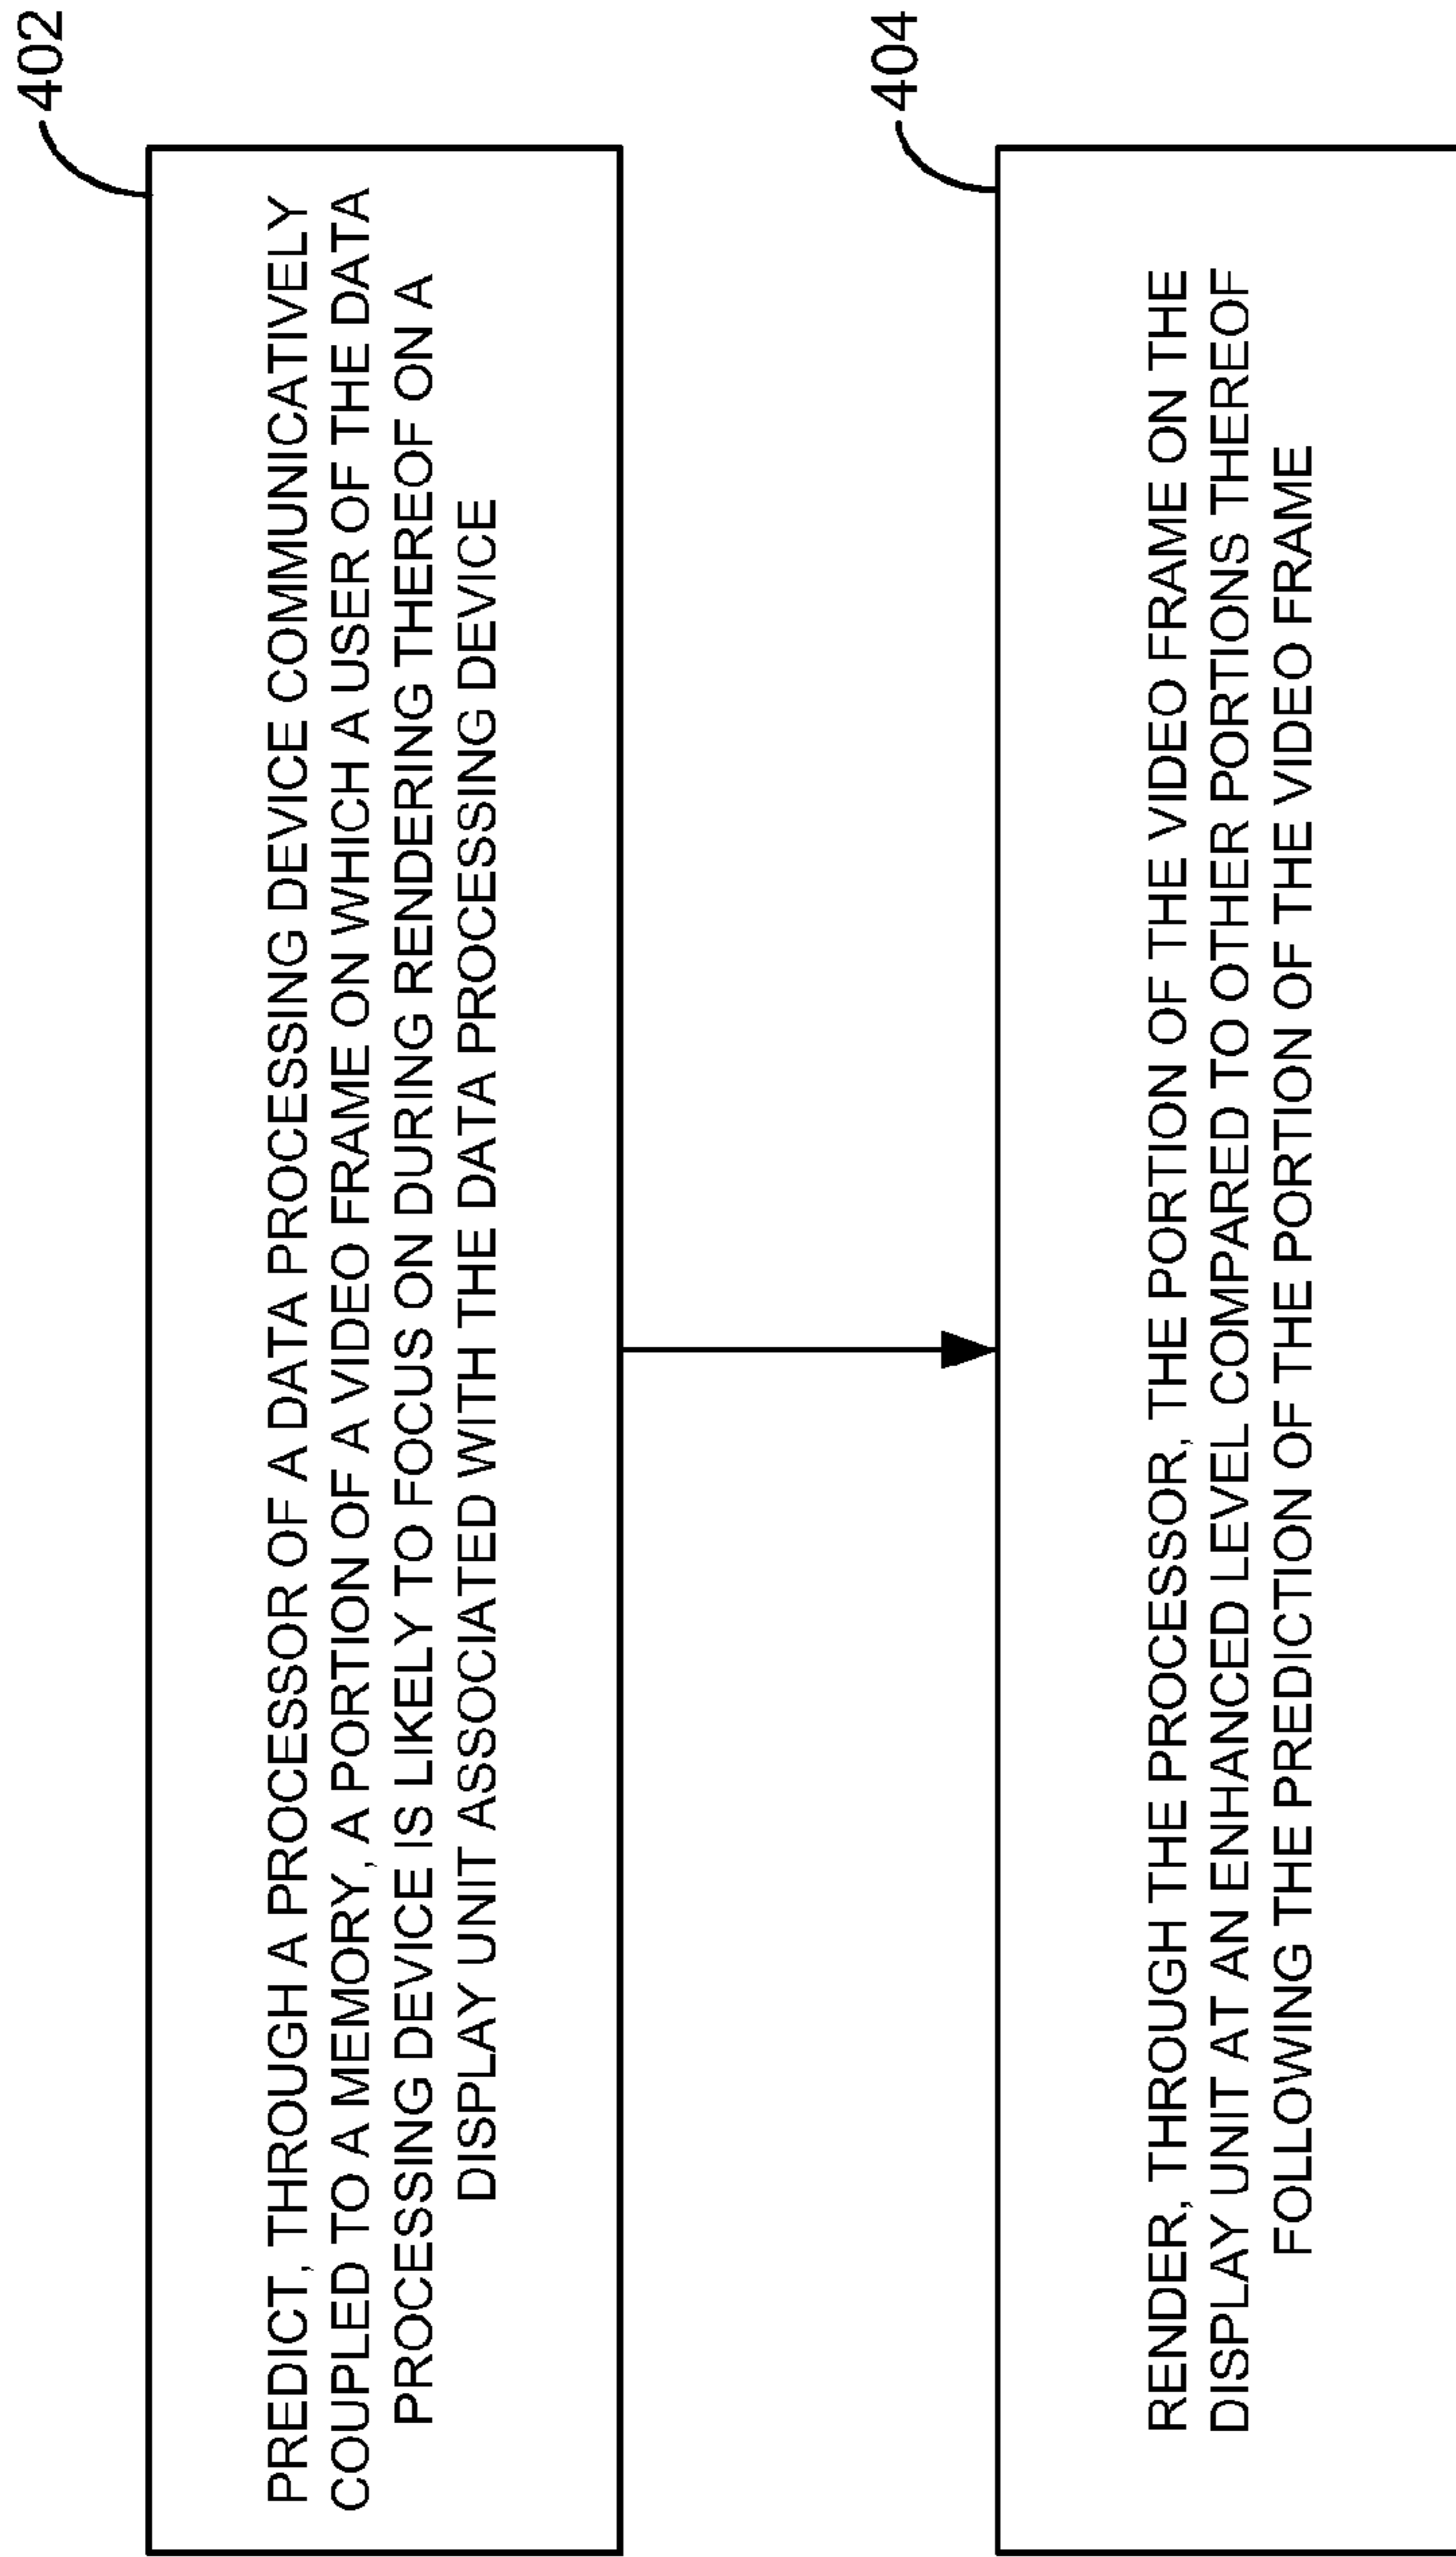 402
PREDICT, THROUGH A PROCESSOR OF A DATA PROCESSING DEVICE COMMUNICATIVELY
COUPLED TO A MEMORY, A PORTION OF A VIDEO FRAME ON WHICH A USER OF THE DATA
PROCESSING DEVICE IS LIKELY TO FOCUS ON DURING RENDERING THEREOF ON A
DISPLAY UNIT ASSOCIATED WITH THE DATA PROCESSING DEVICE
404
RENDER, THROUGH THE PROCESSOR, THE PORTION OF THE VIDEO FRAME ON THE
DISPLAY UNIT AT AN ENHANCED LEVEL COMPARED TO OTHER PORTIONS THEREOF
FOLLOWING THE PREDICTION OF THE PORTION OF THE VIDEO FRAME